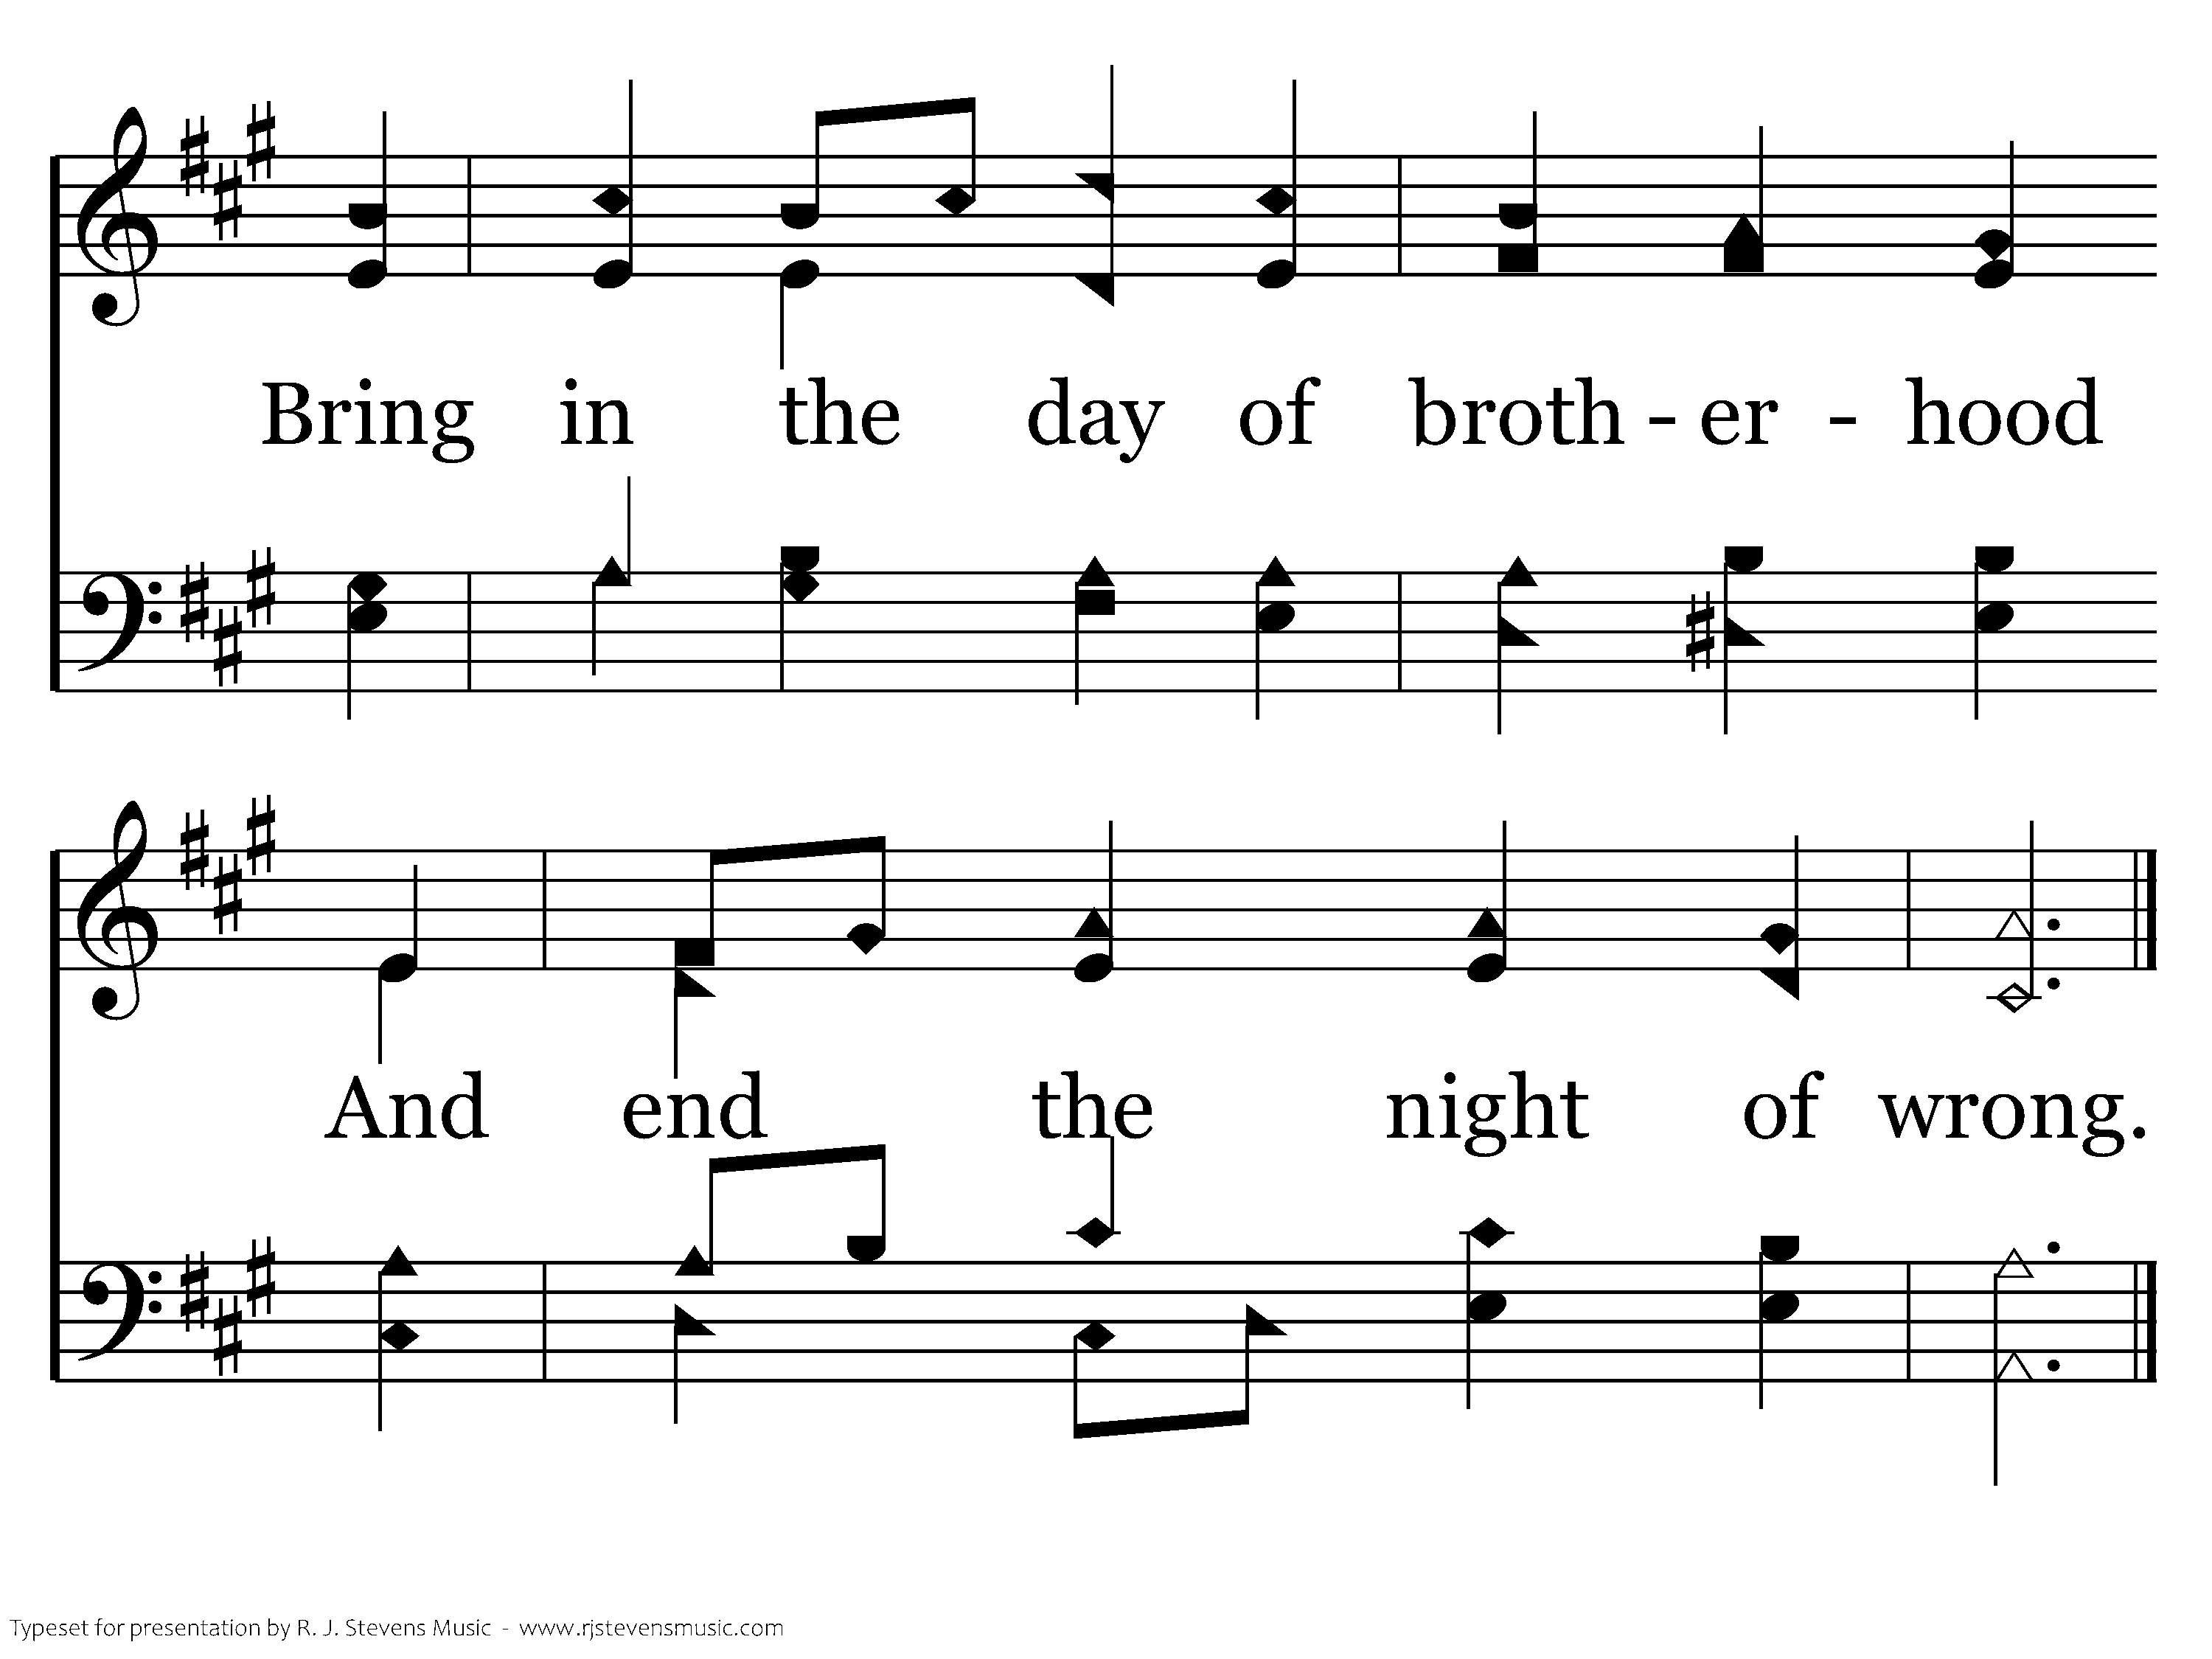 Bring in the day of broth - er - hood
And end the night of wrong.
Typeset for presentation by R. J. Stevens Music - www.rjstevensmusic.com